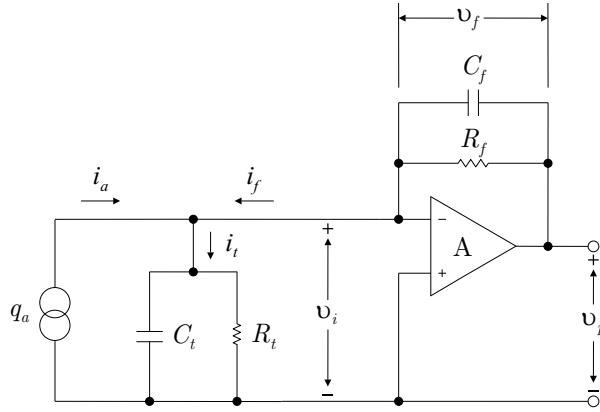 υf
Cf
Rf
ia
if
−
+
it
A
+
+
qa
Ct
Rt
υi
−
−